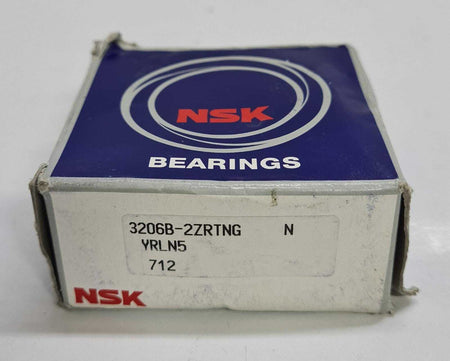 NSK
BEARINGS
3206B-2ZRTNG N
YRLN5
712
NSK